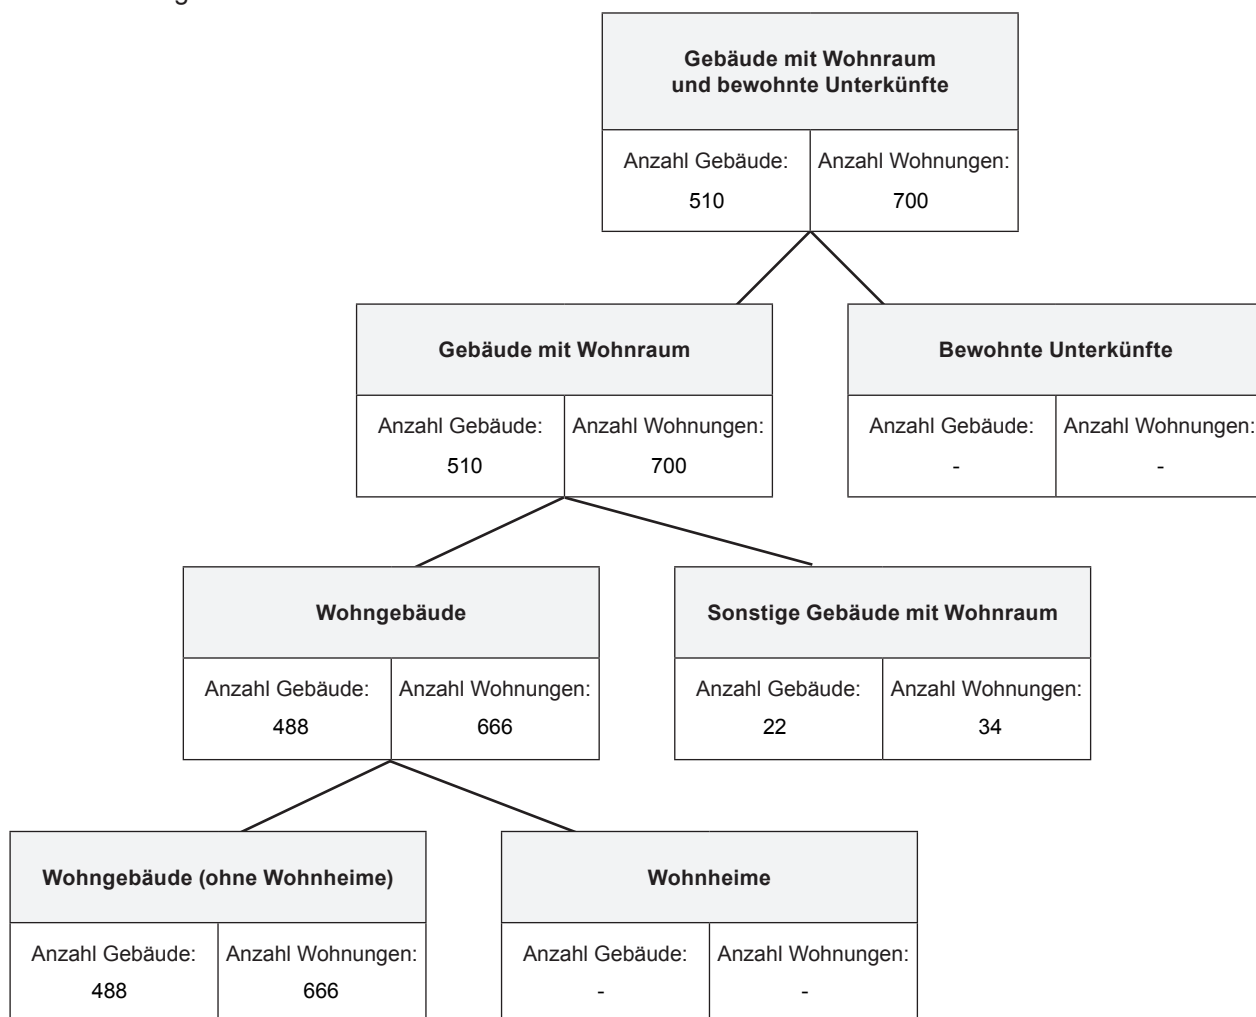 Gebäude mit Wohnraum
und bewohnte Unterkünfte
Anzahl Gebäude: Anzahl Wohnungen:
510 700
Gebäude mit Wohnraum
Anzahl Gebäude: Anzahl Wohnungen:
510 700
Bewohnte Unterkünfte
Anzahl Gebäude: Anzahl Wohnungen:
- -
Wohngebäude
Anzahl Gebäude: Anzahl Wohnungen:
488 666
Sonstige Gebäude mit Wohnraum
Anzahl Gebäude: Anzahl Wohnungen:
22 34
Wohngebäude (ohne Wohnheime)
Anzahl Gebäude: Anzahl Wohnungen:
488 666
Wohnheime
Anzahl Gebäude: Anzahl Wohnungen:
- -